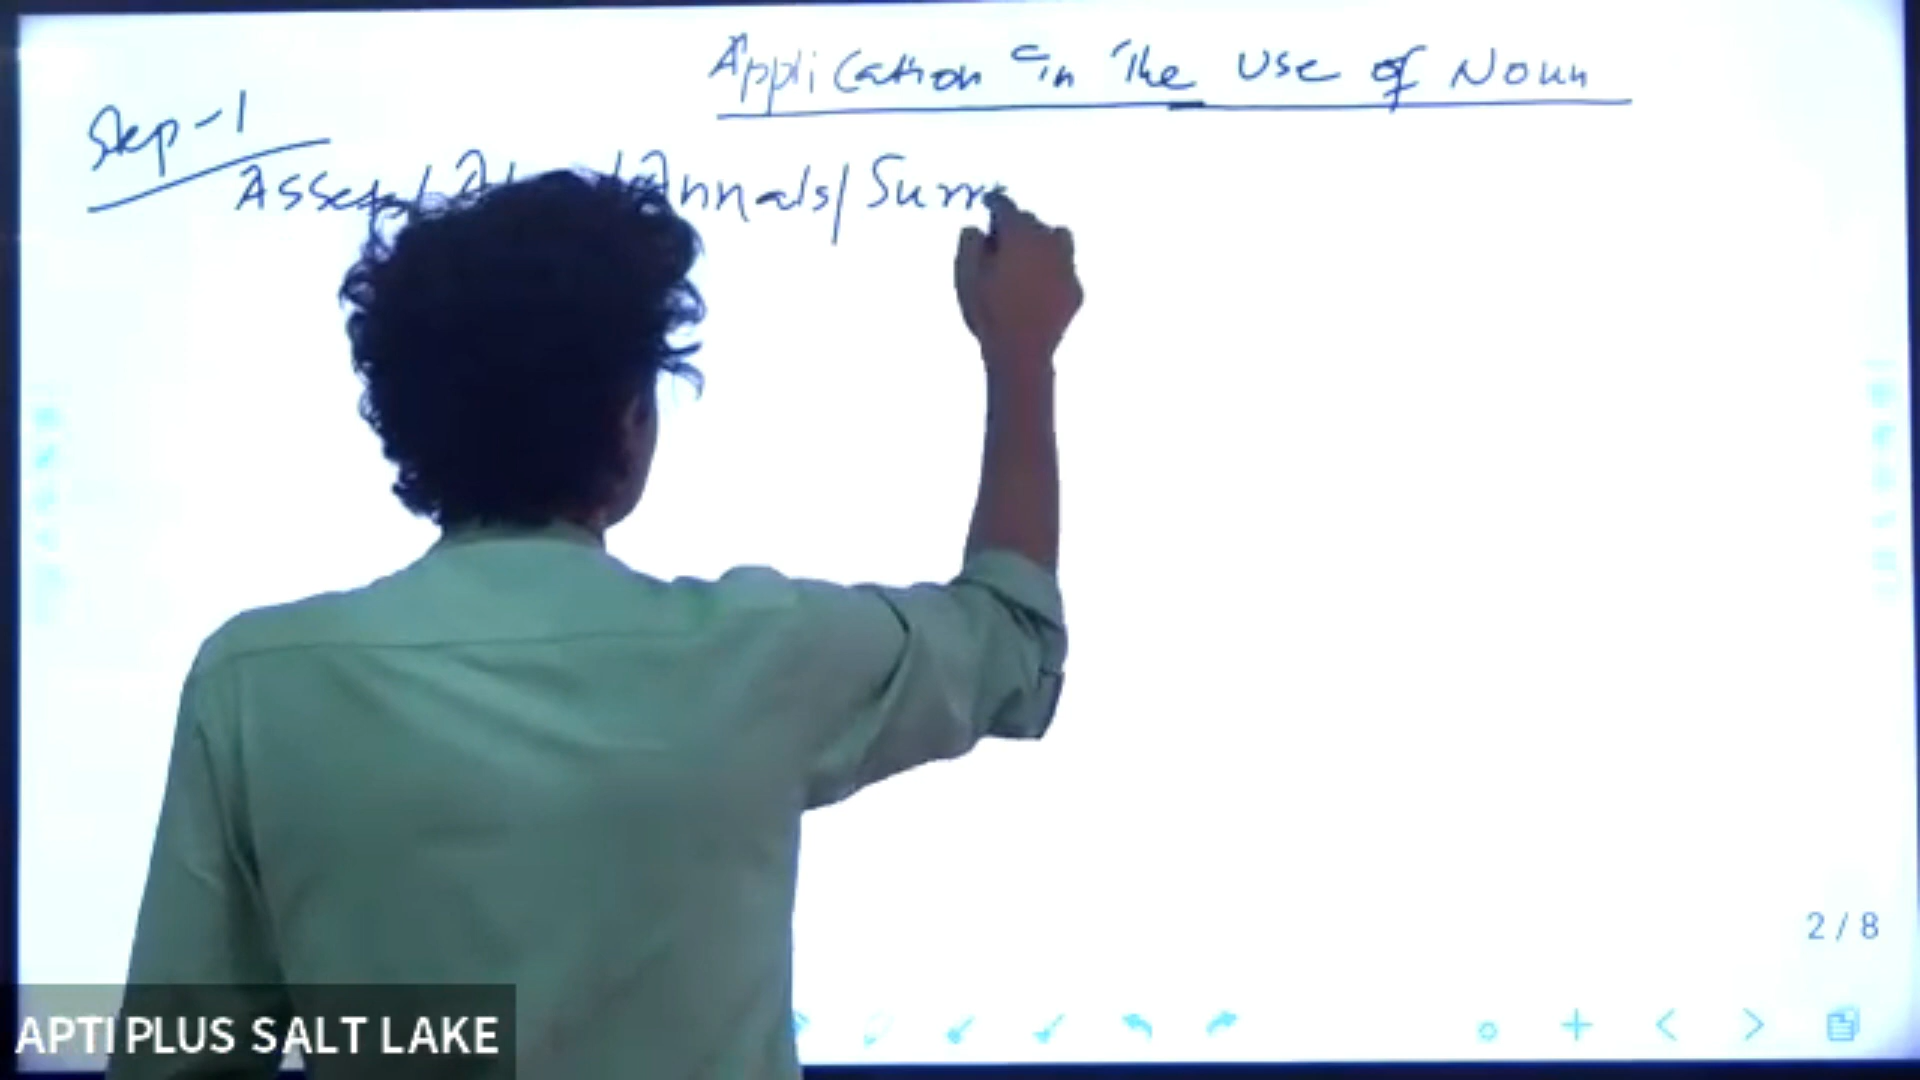 Application in The Use of Noun
Step-1
Annals/
2/8
APTI PLUS SALT LAKE